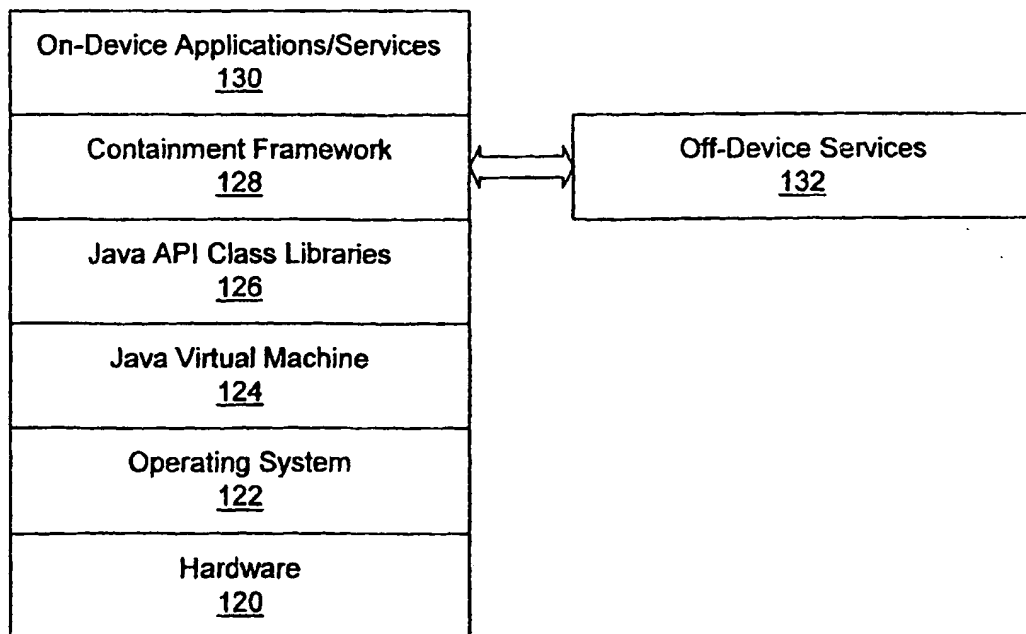 On-Device Applications/Services
130
Containment Framework
128
Off-Device Services
132
Java API Class Libraries
126
Java Virtual Machine
124
Operating System
122
Hardware
120